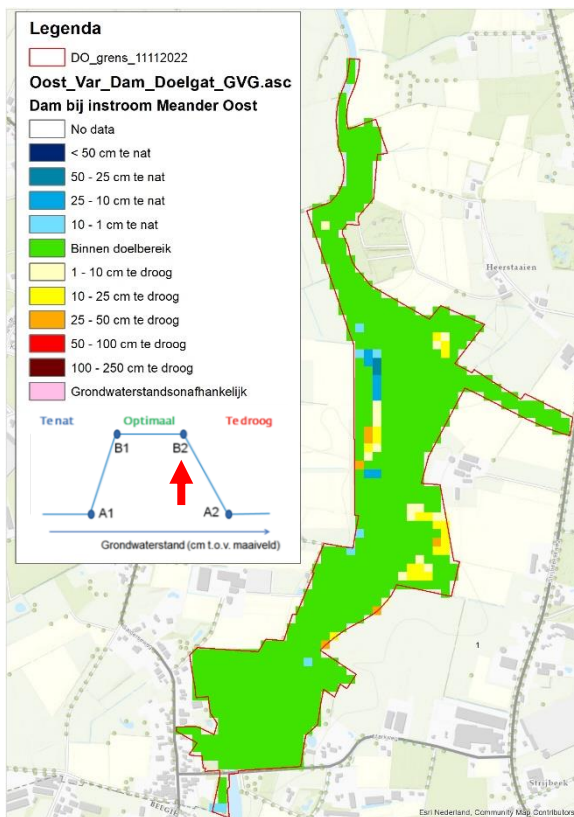 Legenda
DO_grens_11112022
Oost_Var_Dam_Doelgat_GVG.asc
Dam bij instroom Meander Oost
No data
< 50 cm te nat
50 - 25 cm te nat
25 - 10 cm te nat
10 - 1 cm te nat
Binnen doelbereik
1 - 10 cm te droog
10 - 25 cm te droog
25 - 50 cm te droog
50 - 100 cm te droog
100 - 250 cm te droog
Grondwaterstandsonafhankelijk
Te nat Optimaal Te droog
B1 B2
A1 A2
Grondwaterstand (cm t.o.v. maaiveld)
Heerstaaien
1
Strijbeek
BELGIË
Esri Nederland, Community Map Contributors